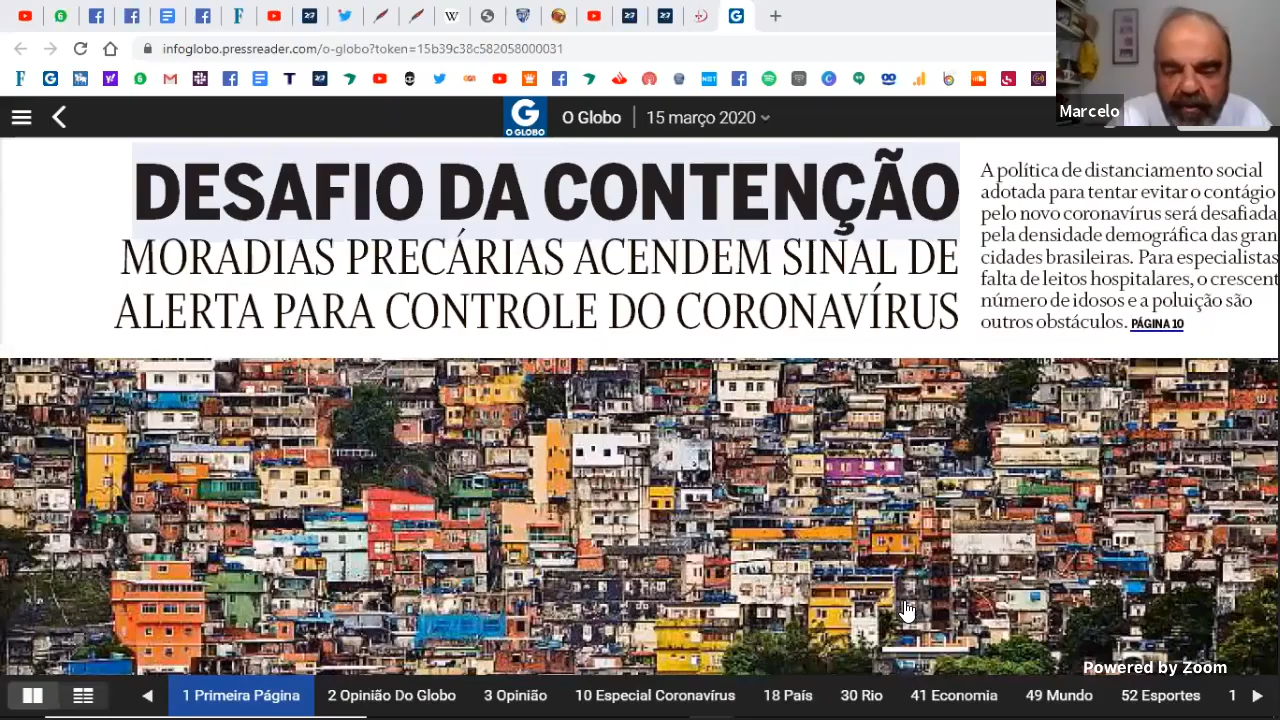 infoglobo.pressreader.com/o-globo?token=15b39c38c582058000031
Marcelo
G
O GLOBO
O Globo
15 março 2020
DESAFIO DA CONTENÇÃO
MORADIAS PRECÁRIAS ACENDEM SINAL DE
ALERTA PARA CONTROLE DO CORONAVÍRUS
A política de distanciamento social
adotada para tentar evitar o contágio
pelo novo coronavírus será desafiada
pela densidade demográfica das gran
cidades brasileiras. Para especialistas
falta de leitos hospitalares, o crescent
número de idosos e a poluição são
outros obstáculos. PÁGINA 10
Powered by Zoom
1 Primeira Página
2 Opinião Do Globo
3 Opinião
10 Especial Coronavírus
18 País
30 Rio
41 Economia
49 Mundo
52 Esportes
1